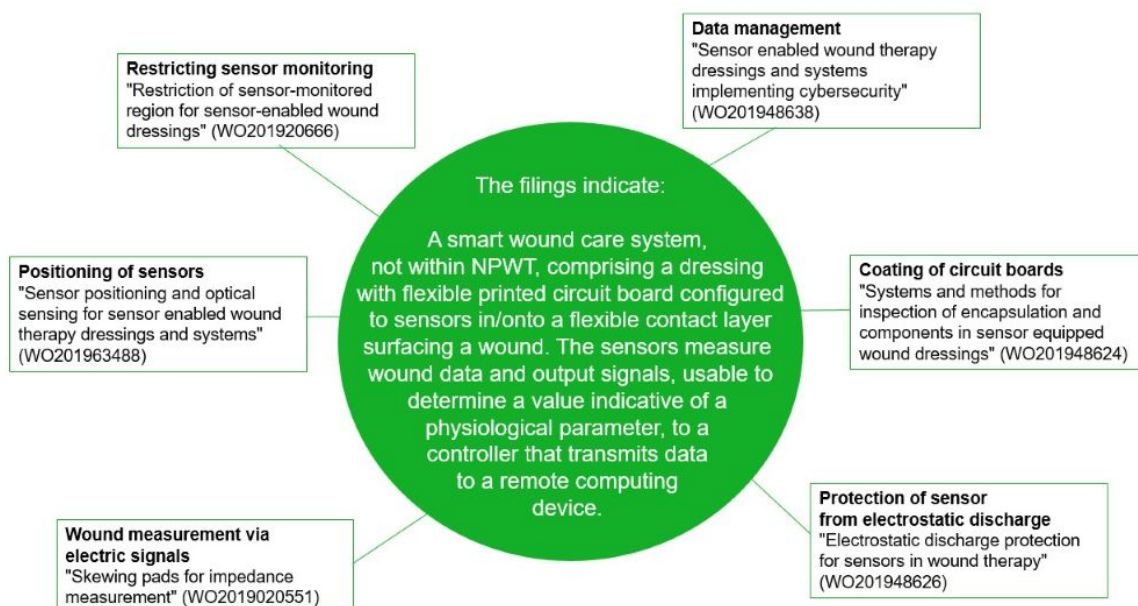 Data management
"Sensor enabled wound therapy
dressings and systems
implementing cybersecurity"
(WO201948638)
Restricting sensor monitoring
"Restriction of sensor-monitored
region for sensor-enabled wound
dressings" (WO201920666)
The filings indicate:
A smart wound care system,
not within NPWT, comprising a dressing
with flexible printed circuit board configured
to sensors in/onto a flexible contact layer
surfacing a wound. The sensors measure
wound data and output signals, usable to
determine a value indicative of a
physiological parameter, to a
controller that transmits data
to a remote computing
device.
Positioning of sensors
"Sensor positioning and optical
sensing for sensor enabled wound
therapy dressings and systems"
(WO201963488)
Coating of circuit boards
"Systems and methods for
inspection of encapsulation and
components in sensor equipped
wound dressings" (WO201948624)
Wound measurement via
electric signals
"Skewing pads for impedance
measurement" (WO2019020551)
Protection of sensor
from electrostatic discharge
"Electrostatic discharge protection
for sensors in wound therapy"
(WO201948626)